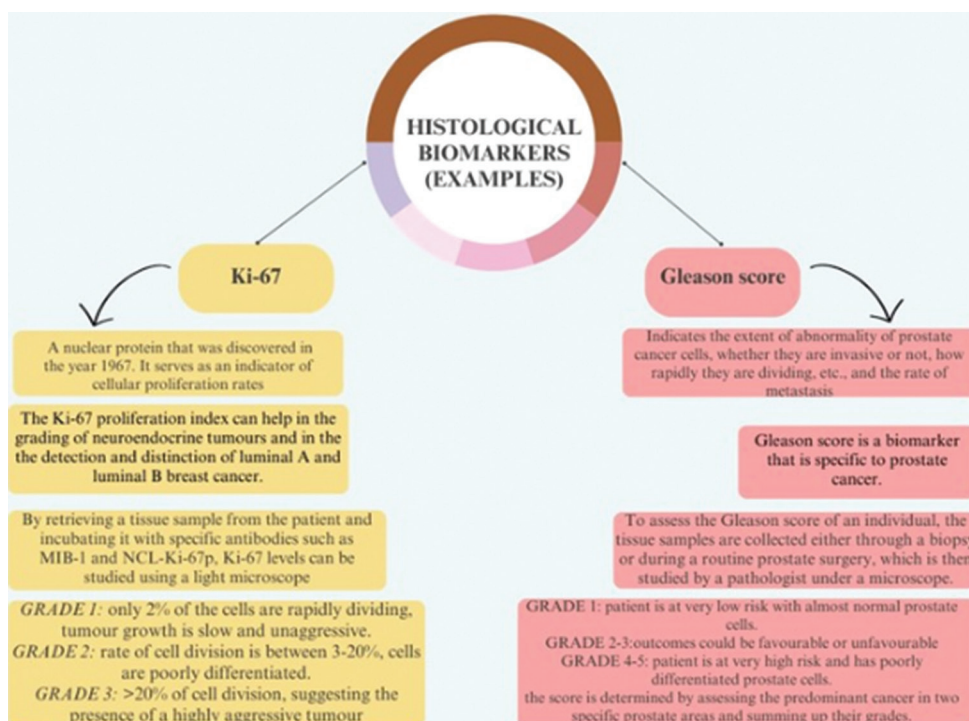 HISTOLOGICAL
BIOMARKERS
(EXAMPLES)
Ki-67
A nuclear protein that was discovered in
the year 1967. It serves as an indicator of
cellular proliferation rates
The Ki-67 proliferation index can help in the
grading of neuroendocrine tumours and in the
the detection and distinction of luminal A and
luminal B breast cancer.
By retrieving a tissue sample from the patient and
incubating it with specific antibodies such as
MIB-1 and NCL-Ki-67p, Ki-67 levels can be
studied using a light microscope
GRADE 1: only 2% of the cells are rapidly dividing,
tumour growth is slow and unaggressive.
GRADE 2: rate of cell division is between 3-20%, cells
are poorly differentiated.
GRADE 3: >20% of cell division, suggesting the
presence of a highly aggressive tumour
Gleason score
Indicates the extent of abnormality of prostate
cancer cells, whether they are invasive or not, how
rapidly they are dividing, etc., and the rate of
metastasis
Gleason score is a biomarker
that is specific to prostate
cancer.
To assess the Gleason score of an individual, the
tissue samples are collected either through a biopsy
or during a routine prostate surgery, which is then
studied by a pathologist under a microscope.
GRADE 1: patient is at very low risk with almost normal prostate
cells.
GRADE 2-3:outcomes could be favourable or unfavourable
GRADE 4-5: patient is at very high risk and has poorly
differentiated prostate cells.
the score is determined by assessing the predominant cancer in two
specific prostate areas and summing up their grades.